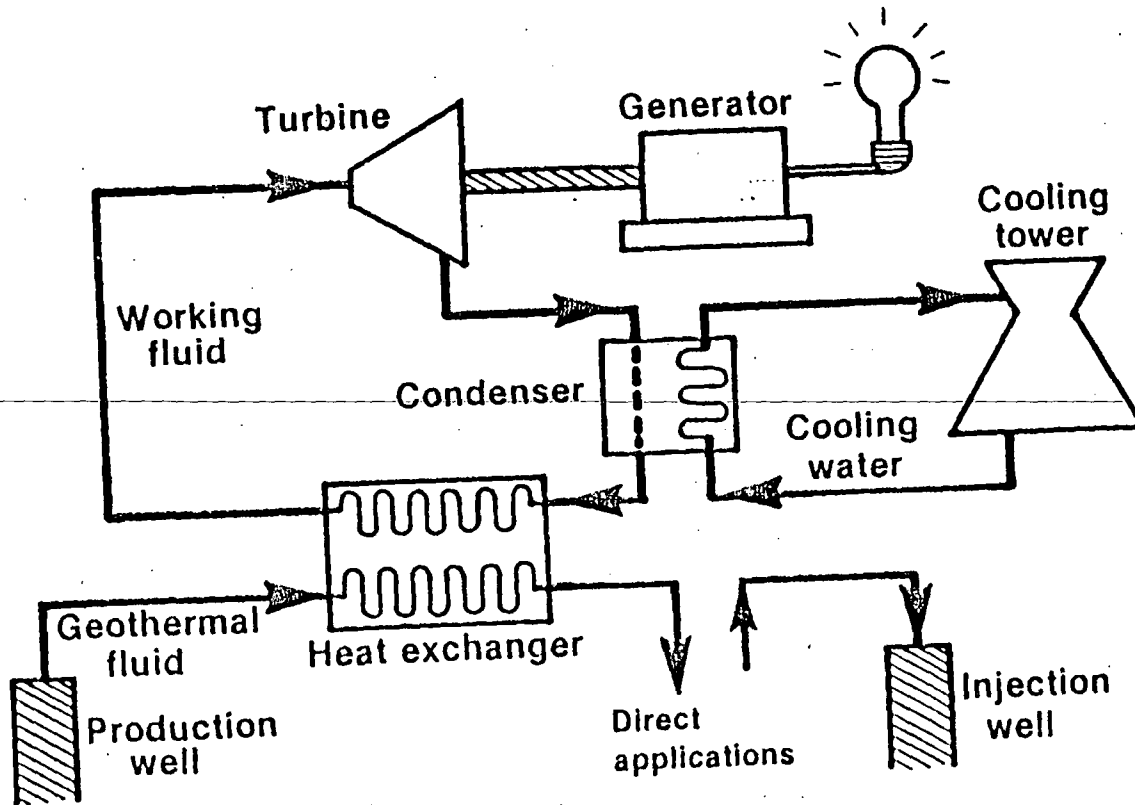 Turbine
Generator
Cooling
tower
Working
fluid
Condenser
Cooling
water
Geothermal
fluid
Heat exchanger
Production
well
Direct
applications
Injection
well